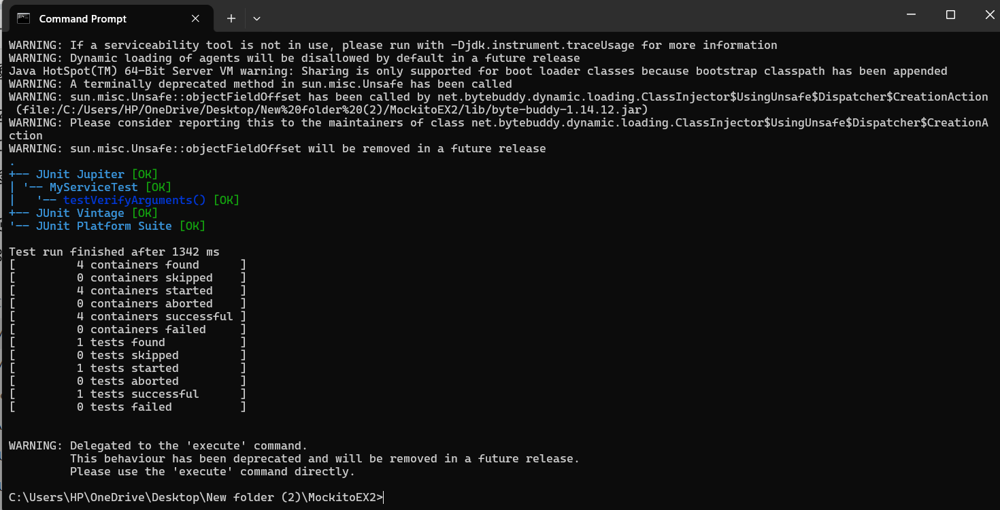 Command Prompt
WARNING: If a serviceability tool is not in use, please run with -Djdk.instrument.traceUsage for more information
WARNING: Dynamic loading of agents will be disallowed by default in a future release
Java HotSpot(TM) 64-Bit Server VM warning: Sharing is only supported for boot loader classes because bootstrap classpath has been appended
WARNING: A terminally deprecated method in sun.misc.Unsafe has been called
WARNING: sun.misc.Unsafe::objectFieldOffset has been called by net.bytebuddy.dynamic.loading.ClassInjector$UsingUnsafe$Dispatcher$CreationAction
 (file:/C:/Users/HP/OneDrive/Desktop/New%20folder%20(2)/MockitoEX2/lib/byte-buddy-1.14.12.jar)
WARNING: Please consider reporting this to the maintainers of class net.bytebuddy.dynamic.loading.ClassInjector$UsingUnsafe$Dispatcher$CreationA
ction
WARNING: sun.misc.Unsafe::objectFieldOffset will be removed in a future release
.
+-- JUnit Jupiter [OK]
| '-- MyServiceTest [OK]
|   '-- testVerifyArguments() [OK]
+-- JUnit Vintage [OK]
'-- JUnit Platform Suite [OK]

Test run finished after 1342 ms
[         4 containers found      ]
[         0 containers skipped    ]
[         4 containers started    ]
[         0 containers aborted    ]
[         4 containers successful ]
[         0 containers failed     ]
[         1 tests found           ]
[         0 tests skipped         ]
[         1 tests started         ]
[         0 tests aborted         ]
[         1 tests successful      ]
[         0 tests failed          ]

WARNING: Delegated to the 'execute' command.
         This behaviour has been deprecated and will be removed in a future release.
         Please use the 'execute' command directly.

C:\Users\HP\OneDrive\Desktop\New folder (2)\MockitoEX2>